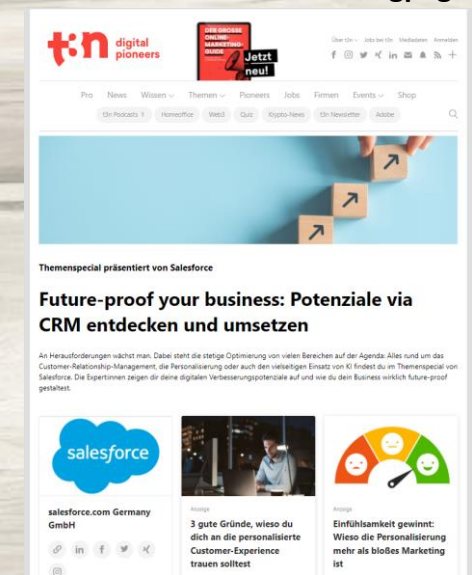 t3n digital
pioneers
DER GROSSE
ONLINE-
MARKETING-
GUIDE
Jetzt
neu!
Über t3n Jobs bei t3n Mediadaten Anmelden
Pro News Wissen Themen Pioneers Jobs Firmen Events Shop
t3n Podcasts Homeoffice Web3 Quiz Krypto-News t3n Newsletter Adobe
Themenspecial präsentiert von Salesforce
Future-proof your business: Potenziale via
CRM entdecken und umsetzen
An Herausforderungen wächst man. Dabei steht die stetige Optimierung von vielen Bereichen auf der Agenda: Alles rund um das
Customer-Relationship-Management, die Personalisierung oder auch den vielseitigen Einsatz von KI findest du im Themenspecial von
Salesforce. Die Expertinnen zeigen dir deine digitalen Verbesserungspotenziale auf und wie du dein Business wirklich future-proof
gestaltest.
salesforce
salesforce.com Germany
GmbH
Anzeige
3 gute Gründe, wieso du
dich an die personalisierte
Customer-Experience
trauen solltest
Anzeige
Einfühlsamkeit gewinnt:
Wieso die Personalisierung
mehr als bloßes Marketing
ist